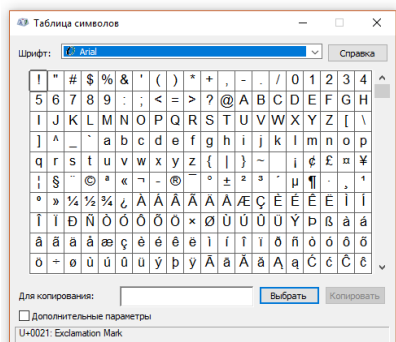 Таблица символов
Шрифт: Arial Справка
! " # $ % & ' ( ) * + , - . / 0 1 2 3 4
5 6 7 8 9 : ; < = > ? @ A B C D E F G H
I J K L M N O P Q R S T U V W X Y Z [ \
] ^ _ ` a b c d e f g h i j k l m n o p
q r s t u v w x y z { | } ~ ¡ ¢ £ ¤ ¥
¦ § ¨ © ª « ¬ - ® ¯ ° ± ² ³ ´ µ ¶ · ¸ ¹
º » ¼ ½ ¾ ¿ À Á Â Ã Ä Å Æ Ç È É Ê Ë Ì Í
Î Ï Ð Ñ Ò Ó Ô Õ Ö × Ø Ù Ú Û Ü Ý Þ ß à á
â ã ä å æ ç è é ê ë ì í î ï ð ñ ò ó ô õ
ö ÷ ø ù ú û ü ý þ ÿ Ā ā Ă ă Ą ą Ć ć Ĉ ĉ
Для копирования: Выбрать Копировать
Дополнительные параметры
U+0021: Exclamation Mark